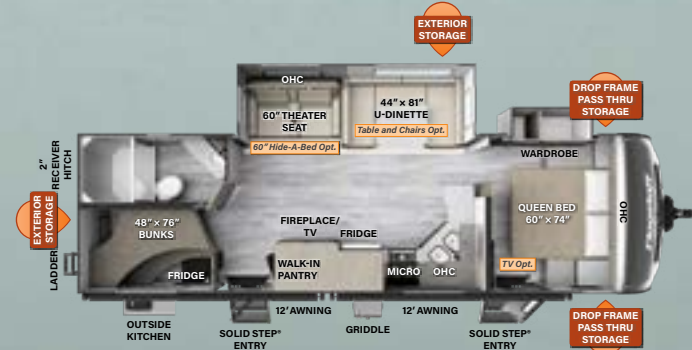 EXTERIOR
STORAGE
OHC
60" THEATER
SEAT
60" Hide-A-Bed Opt.
44" × 81"
U-DINETTE
Table and Chairs Opt.
DROP FRAME
PASS THRU
STORAGE
WARDROBE
2"
RECEIVER
HITCH
EXTERIOR
STORAGE
LADDER
48" × 76"
BUNKS
FRIDGE
FIREPLACE/
TV
FRIDGE
WALK-IN
PANTRY
MICRO
OHC
QUEEN BED
60" × 74"
OHC
TV Opt.
OUTSIDE
KITCHEN
SOLID STEP®
ENTRY
12' AWNING
GRIDDLE
12' AWNING
SOLID STEP®
ENTRY
DROP FRAME
PASS THRU
STORAGE